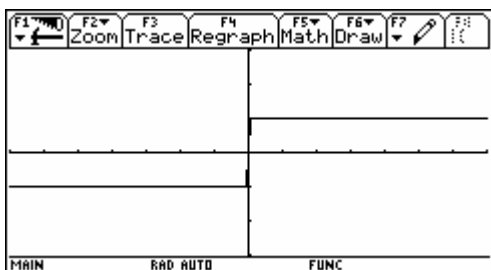 F1 F2 F3 F4 F5 F6 F7
Zoom Trace Regraph Math Draw
MAIN RAD AUTO FUNC